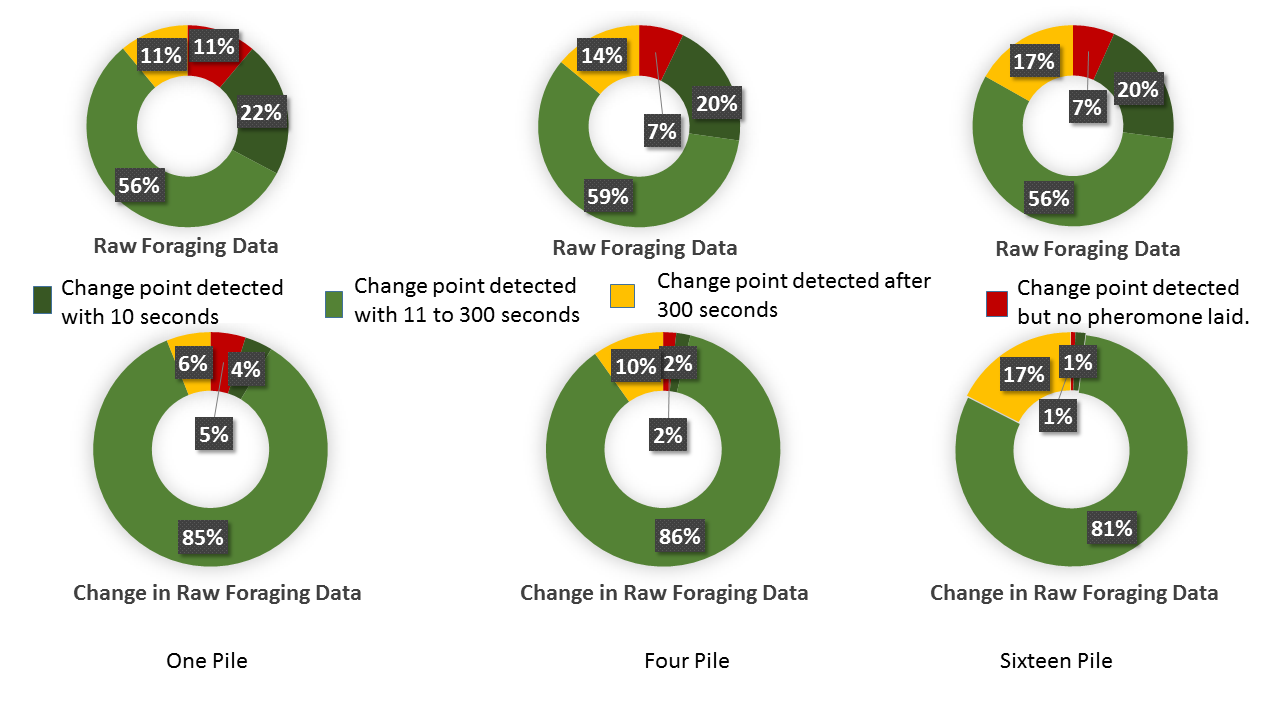 11%
11%
22%
56%
Raw Foraging Data
14%
7%
20%
59%
Raw Foraging Data
17%
7%
20%
56%
Raw Foraging Data
Change point detected
with 10 seconds
Change point detected
with 11 to 300 seconds
Change point detected after
300 seconds
Change point detected
but no pheromone laid.
6%
4%
5%
85%
Change in Raw Foraging Data
10%
2%
2%
86%
Change in Raw Foraging Data
17%
1%
1%
81%
Change in Raw Foraging Data
One Pile
Four Pile
Sixteen Pile